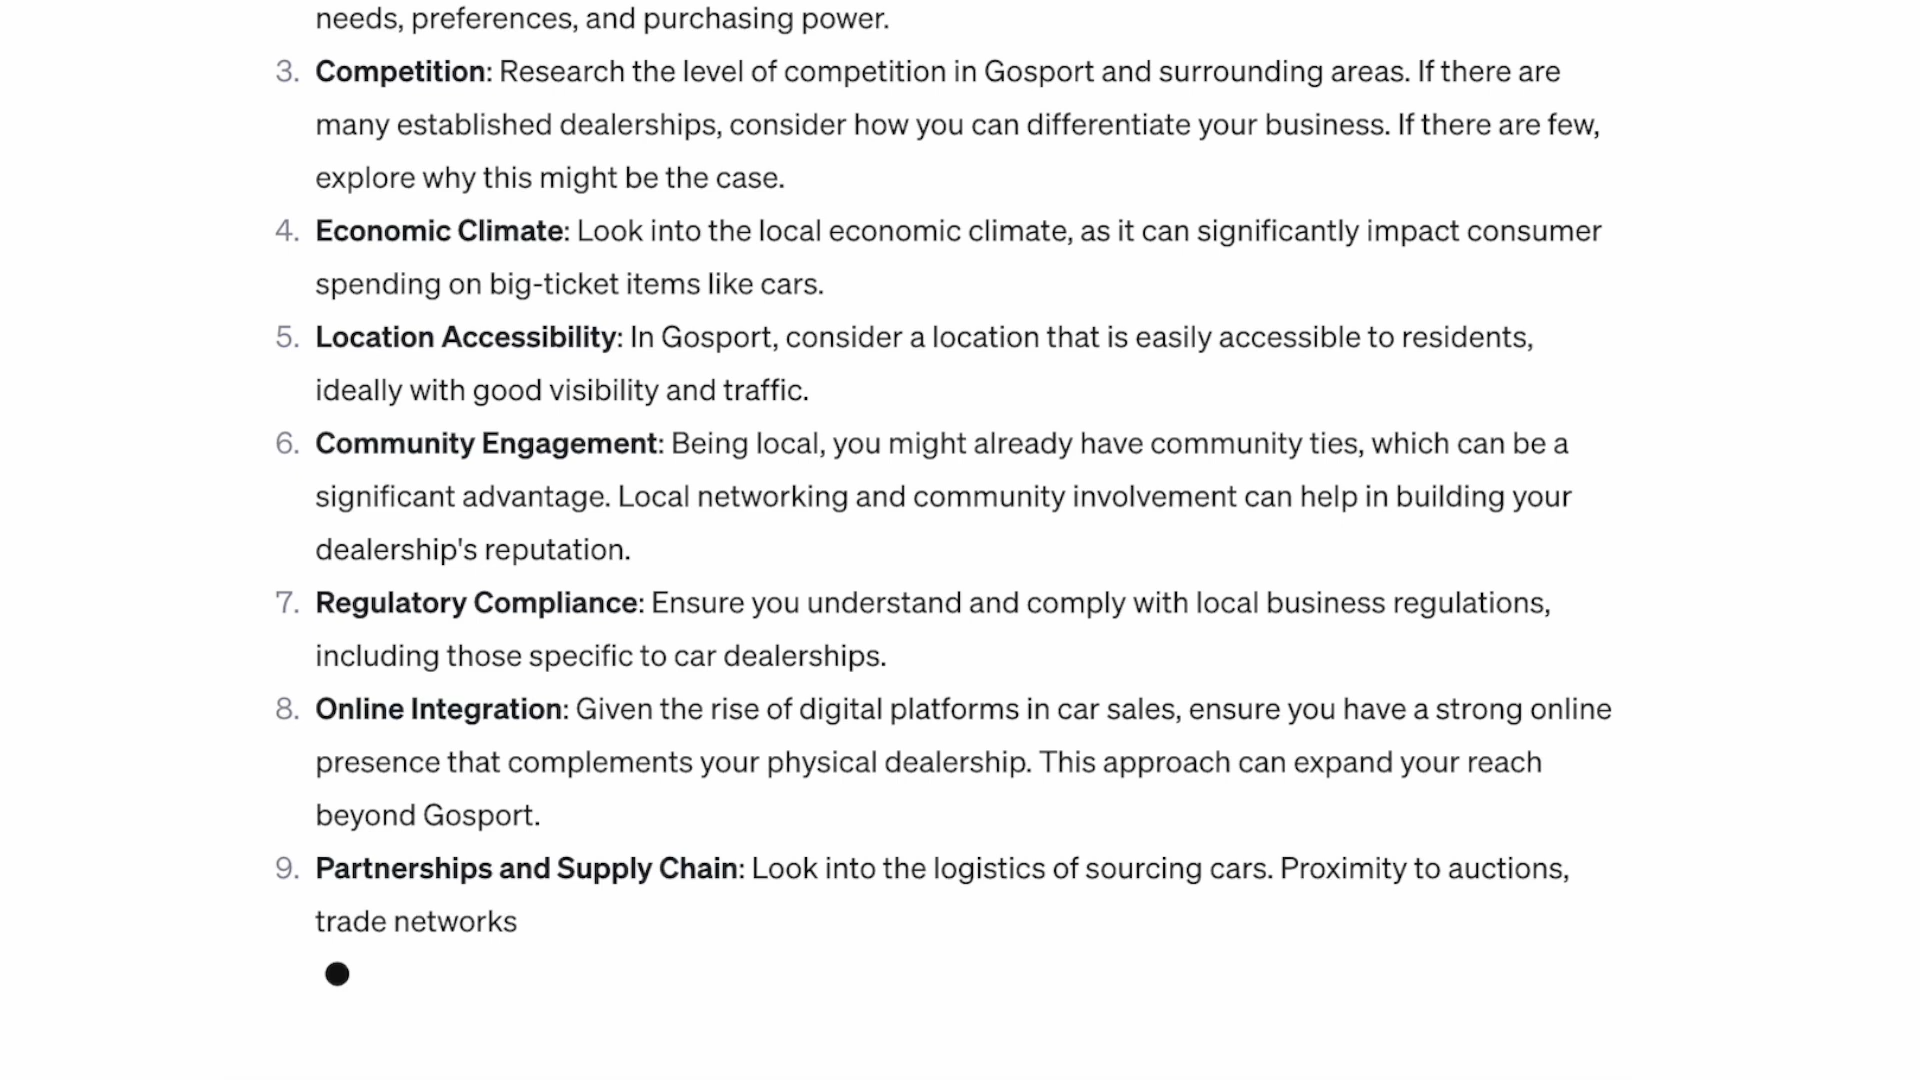 needs, preferences, and purchasing power.
3. Competition: Research the level of competition in Gosport and surrounding areas. If there are
many established dealerships, consider how you can differentiate your business. If there are few,
explore why this might be the case.
4. Economic Climate: Look into the local economic climate, as it can significantly impact consumer
spending on big-ticket items like cars.
5. Location Accessibility: In Gosport, consider a location that is easily accessible to residents,
ideally with good visibility and traffic.
6. Community Engagement: Being local, you might already have community ties, which can be a
significant advantage. Local networking and community involvement can help in building your
dealership's reputation.
7. Regulatory Compliance: Ensure you understand and comply with local business regulations,
including those specific to car dealerships.
8. Online Integration: Given the rise of digital platforms in car sales, ensure you have a strong online
presence that complements your physical dealership. This approach can expand your reach
beyond Gosport.
9. Partnerships and Supply Chain: Look into the logistics of sourcing cars. Proximity to auctions,
trade networks